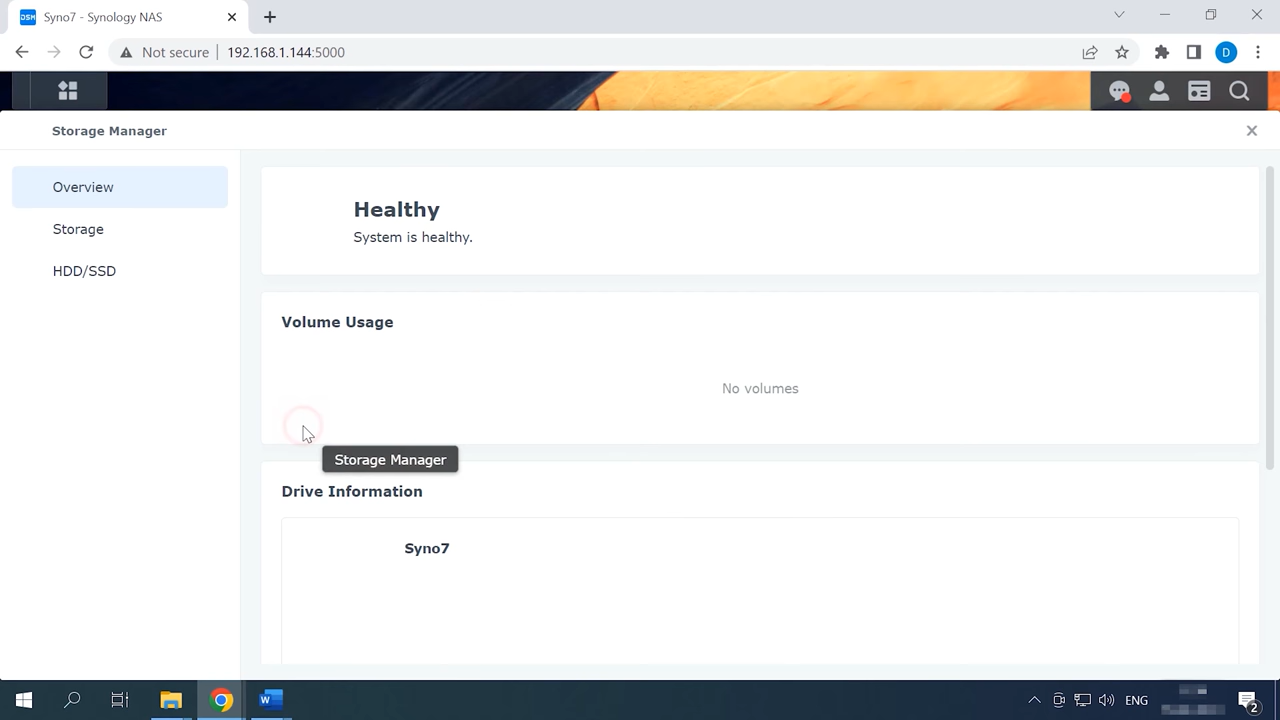 DSM Syno7 - Synology NAS
Not secure 192.168.1.144:5000
D
Storage Manager
Overview
Storage
HDD/SSD
Healthy
System is healthy.
Volume Usage
No volumes
Storage Manager
Drive Information
Syno7
W
ENG
2